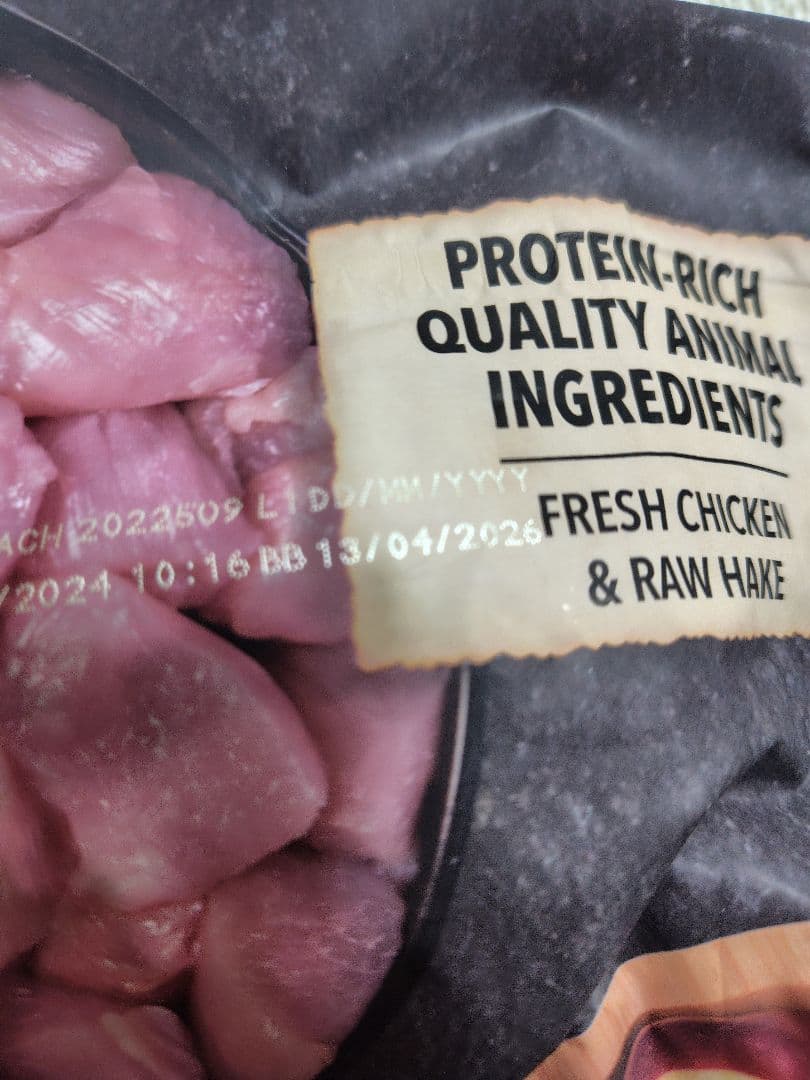 PROTEIN-RICH
QUALITY ANIMAL
INGREDIENTS
FRESH CHICKEN
& RAW HAKE
ACH 2022509 L1 DD/MM/YYYY
/2024 10:16 BB 13/04/2026